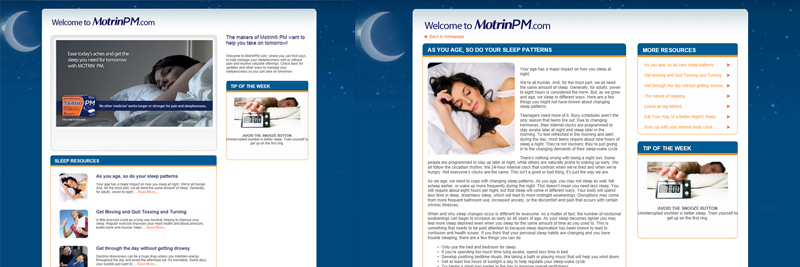 Welcome to MotrinPM.com
Ease today's aches and get the
sleep you need for tomorrow
with MOTRIN PM.
Motrin PM
No other medicine* works longer or stronger for pain and sleeplessness.
The makers of Motrin® PM want to
help you take on tomorrow!
Welcome to MotrinPM.com, where you can find ways
to help manage your sleeplessness with or without
pain and receive valuable offerings. Check back for
updates and other ways to manage your
sleeplessness so you can take on tomorrow.
TIP OF THE WEEK
AVOID THE SNOOZE BUTTON
Uninterrupted slumber is better sleep. Train yourself to
get up on the first ring.
SLEEP RESOURCES
As you age, so do your sleep patterns
Your age has a major impact on how you sleep at
night. We're all human. And, for the most part, we
all need the same amount of sleep. Generally,
for adults, seven to eight ... Read More...
Get Moving and Quit Tossing and Turning
A little exercise could go a long way towards helping to improve your
sleep. Regular exercise improves your heart health and blood pressure,
builds bone and muscle, helps ... Read More...
Get through the day without getting drowsy
Daytime drowsiness can be a huge drag unless you maintain energy
throughout the day and avoid the afternoon lull. It's inevitable. Some days
your eyelids just want to ... Read More...
Welcome to MotrinPM.com
Back to homepage
AS YOU AGE, SO DO YOUR SLEEP PATTERNS
Your age has a major impact on how you sleep at
night.
We're all human. And, for the most part, we all
need the same amount of sleep. Generally, for adults, seven-
to-eight hours is considered the norm. But, as we grow
and age, we sleep in different ways. Here are a few
things you might not have known about changing
sleep patterns:
Teenagers need more of it. Busy schedules aren't the
only reason that teens tire out. Due to changing
hormones, their internal clocks are programmed to
stay awake later at night and sleep later in the
morning. To feel refreshed in the morning and alert
during the day, most teens require about nine hours of
sleep a night. They're not slackers, they're just giving
in to the changing demands of their sleep-wake cycle.
There's nothing wrong with being a night owl. Some
people are programmed to stay up later at night, while others are naturally prone to waking up early. We
all follow the circadian rhythm, the 24-hour internal clock that controls when we're tired and when we're
hungry. Not everyone's clocks are the same. This isn't a good or bad thing. It's just the way we are
As we age, we need to cope with changing sleep patterns. As you age, you may not sleep as well, fall
asleep earlier, or wake up more frequently during the night. This doesn't mean you need less sleep. You
still require about eight hours per night, but that sleep will come in different ways. Your body will spend
less time in deep, dreamless sleep, which will lead to more midnight awakenings. Disruptions may come
from more frequent bathroom use, increased anxiety, or the discomfort and pain that occurs with certain
chronic illnesses.
When and why sleep changes occur is different for everyone. As a matter of fact, the number of nocturnal
awakenings can begin to increase as early as 40 years of age. As your sleep becomes lighter you may
feel more sleep deprived even when you sleep for the same amount of time as you used to. This is
something that needs to be paid attention to because sleep deprivation has been known to lead to
confusion and health issues. If you think that your personal sleep habits are changing and you have
trouble sleeping, there are a few things you can do.
Only use the bed and bedroom for sleep
If you're spending too much time lying awake, spend less time in bed
Develop soothing bedtime rituals, like taking a bath or playing music that will help you wind down
Get at least two hours of sunlight a day to help regulate your sleep-wake cycle
MORE RESOURCES
As you age, so do your sleep patterns
Get Moving and Quit Tossing and Turning
Get through the day without getting drowsy
The nature of napping
Leave jet lag behind
Eat Your Way to a Better Night's Sleep
Sync up with your internal body clock
TIP OF THE WEEK
AVOID THE SNOOZE BUTTON
Uninterrupted slumber is better sleep. Train yourself to
get up on the first ring.